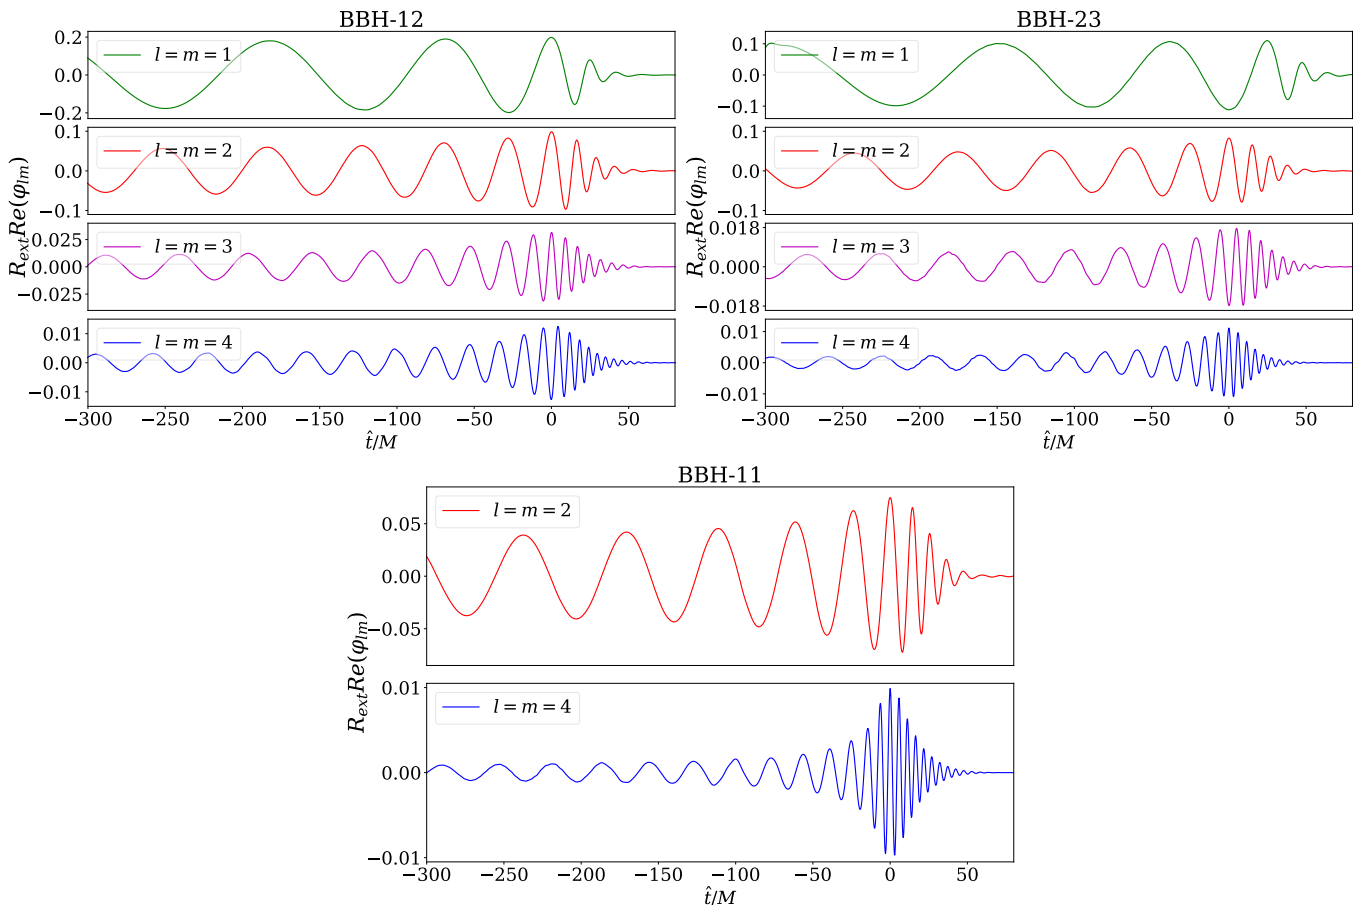 BBH-12
R_ext Re(φ_lm)
0.2
0.0
−0.2
l = m = 1
0.1
0.0
−0.1
l = m = 2
0.025
0.000
−0.025
l = m = 3
0.01
0.00
−0.01
l = m = 4
−300 −250 −200 −150 −100 −50 0 50
t̂/M
BBH-23
R_ext Re(φ_lm)
0.1
0.0
−0.1
l = m = 1
0.1
0.0
−0.1
l = m = 2
0.018
0.000
−0.018
l = m = 3
0.01
0.00
−0.01
l = m = 4
−300 −250 −200 −150 −100 −50 0 50
t̂/M
BBH-11
R_ext Re(φ_lm)
0.05
0.00
−0.05
l = m = 2
0.01
0.00
−0.01
l = m = 4
−300 −250 −200 −150 −100 −50 0 50
t̂/M